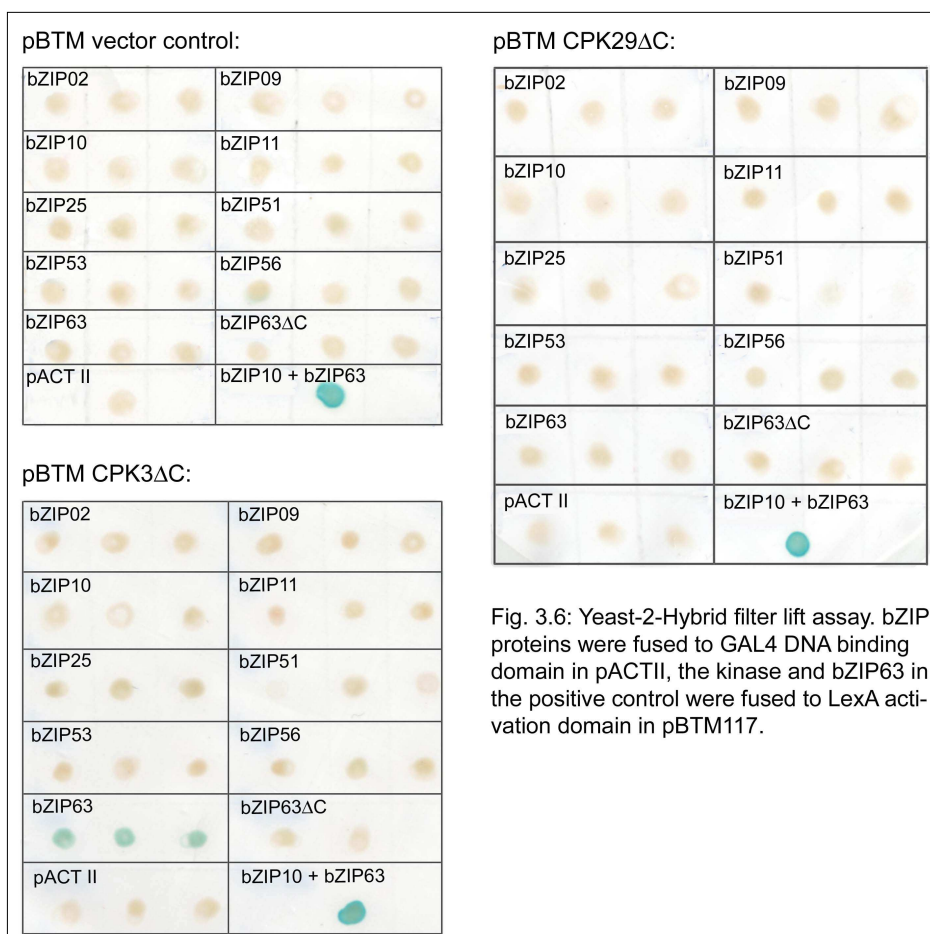 pBTM vector control:
bZIP02 bZIP09
bZIP10 bZIP11
bZIP25 bZIP51
bZIP53 bZIP56
bZIP63 bZIP63ΔC
pACT II bZIP10 + bZIP63
pBTM CPK3ΔC:
bZIP02 bZIP09
bZIP10 bZIP11
bZIP25 bZIP51
bZIP53 bZIP56
bZIP63 bZIP63ΔC
pACT II bZIP10 + bZIP63
pBTM CPK29ΔC:
bZIP02 bZIP09
bZIP10 bZIP11
bZIP25 bZIP51
bZIP53 bZIP56
bZIP63 bZIP63ΔC
pACT II bZIP10 + bZIP63
Fig. 3.6: Yeast-2-Hybrid filter lift assay. bZIP
proteins were fused to GAL4 DNA binding
domain in pACTII, the kinase and bZIP63 in
the positive control were fused to LexA acti-
vation domain in pBTM117.